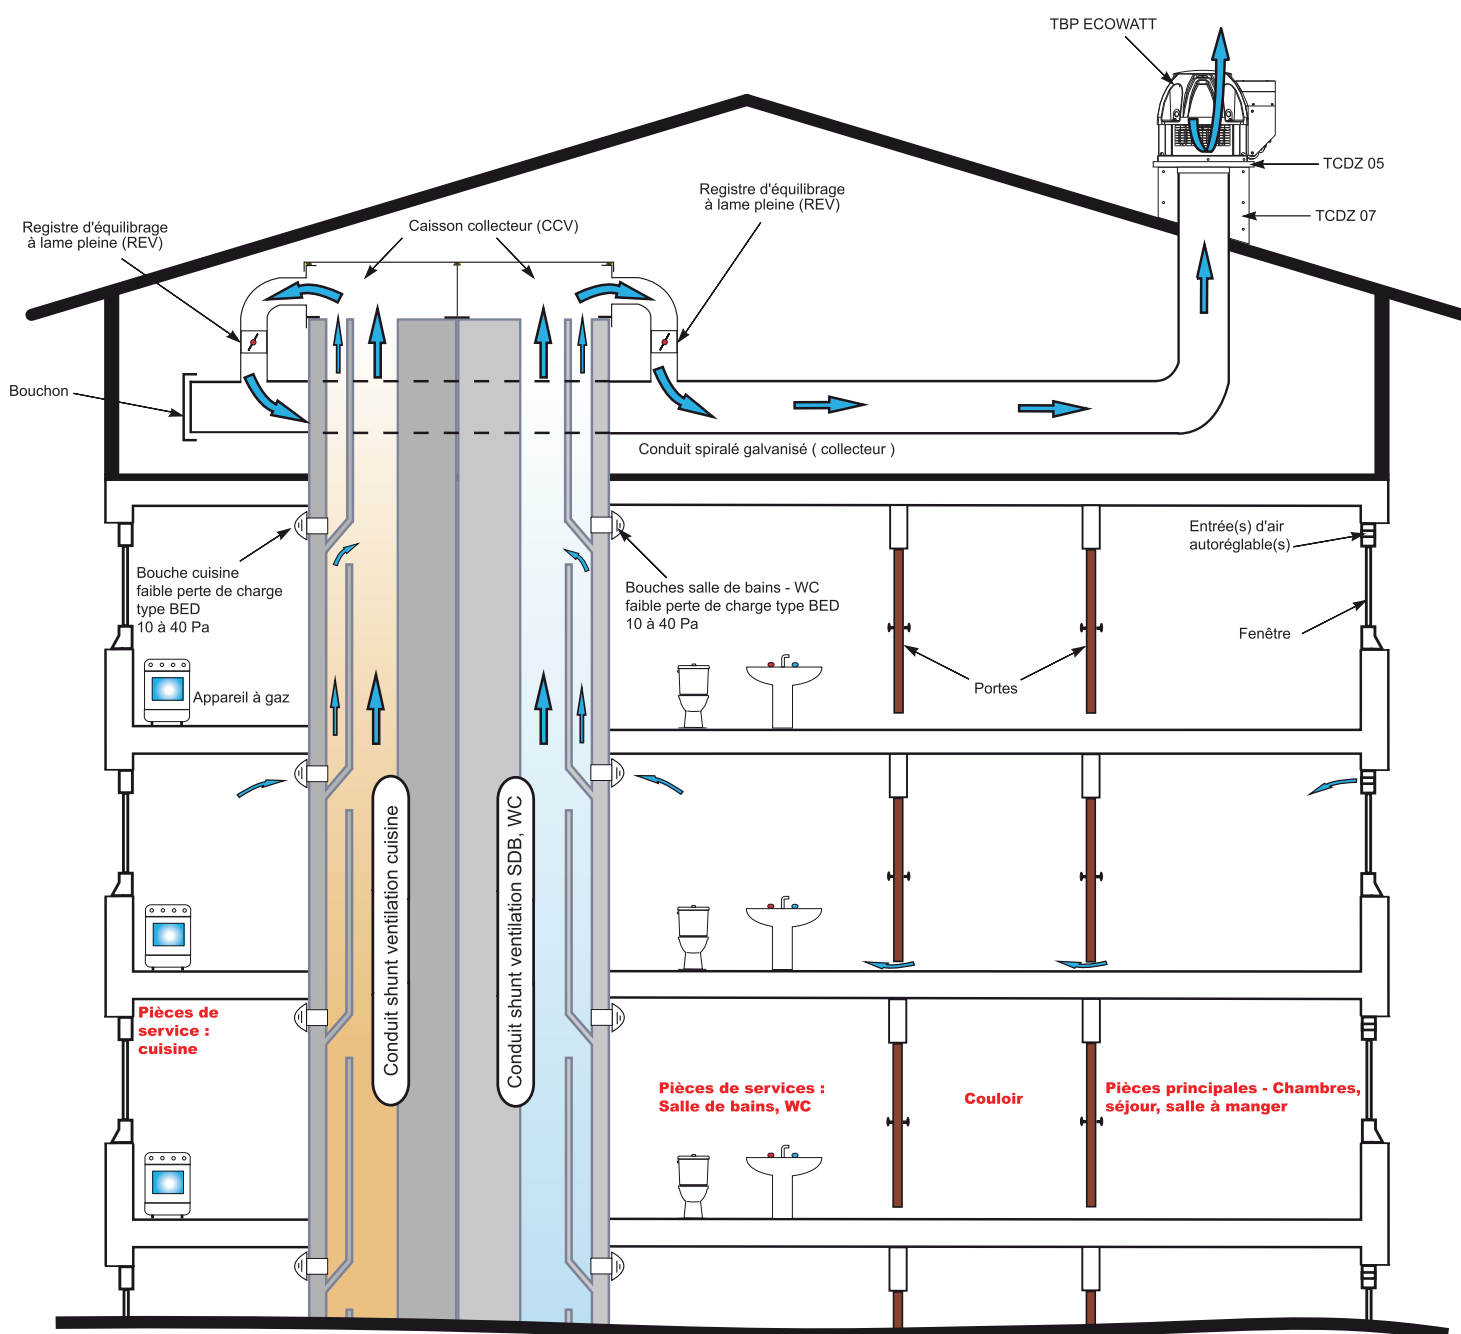 TBP ECOWATT
TCDZ 05
TCDZ 07
Registre d'équilibrage
à lame pleine (REV)
Caisson collecteur (CCV)
Registre d'équilibrage
à lame pleine (REV)
Bouchon
Conduit spiralé galvanisé ( collecteur )
Entrée(s) d'air
autoréglable(s)
Bouche cuisine
faible perte de charge
type BED
10 à 40 Pa
Bouches salle de bains - WC
faible perte de charge type BED
10 à 40 Pa
Fenêtre
Appareil à gaz
Portes
Conduit shunt ventilation cuisine
Conduit shunt ventilation SDB, WC
Pièces de
service :
cuisine
Pièces de services :
Salle de bains, WC
Couloir
Pièces principales - Chambres,
séjour, salle à manger